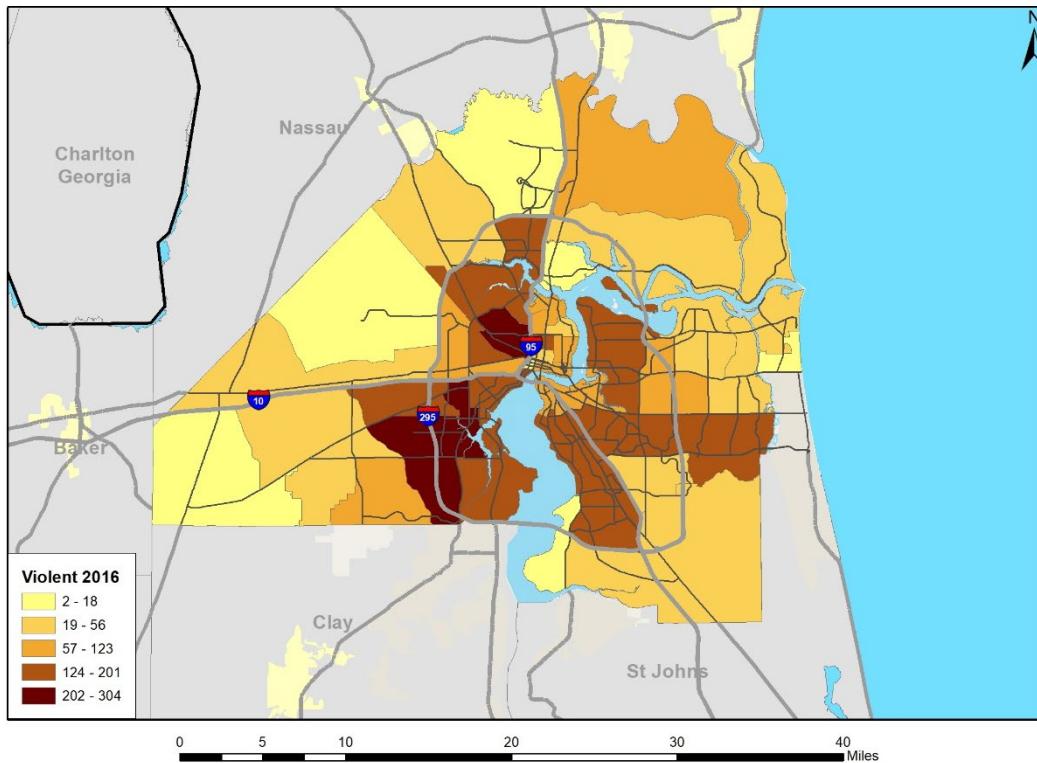 N
Nassau
Charlton
Georgia
95
10
295
Baker
Violent 2016
2 - 18
19 - 56
57 - 123
124 - 201
202 - 304
Clay
St Johns
0 5 10 20 30 40
Miles